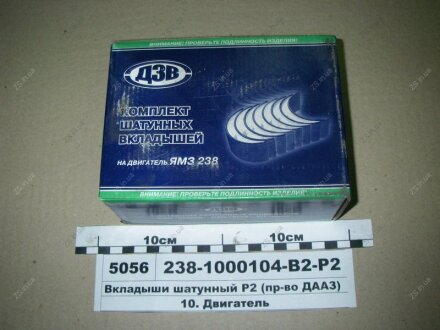 ВНИМАНИЕ: ПРОВЕРЬТЕ ПОДЛИННОСТЬ ИЗДЕЛИЯ!
ДЗВ
КОМПЛЕКТ
ШАТУННЫХ
ВКЛАДЫШЕЙ
НА ДВИГАТЕЛЬ ЯМЗ 238
ВНИМАНИЕ: ПРОВЕРЬТЕ ПОДЛИННОСТЬ ИЗДЕЛИЯ!
10см 10см
5056 238-1000104-В2-Р2
Вкладыши шатунный Р2 (пр-во ДААЗ)
10. Двигатель